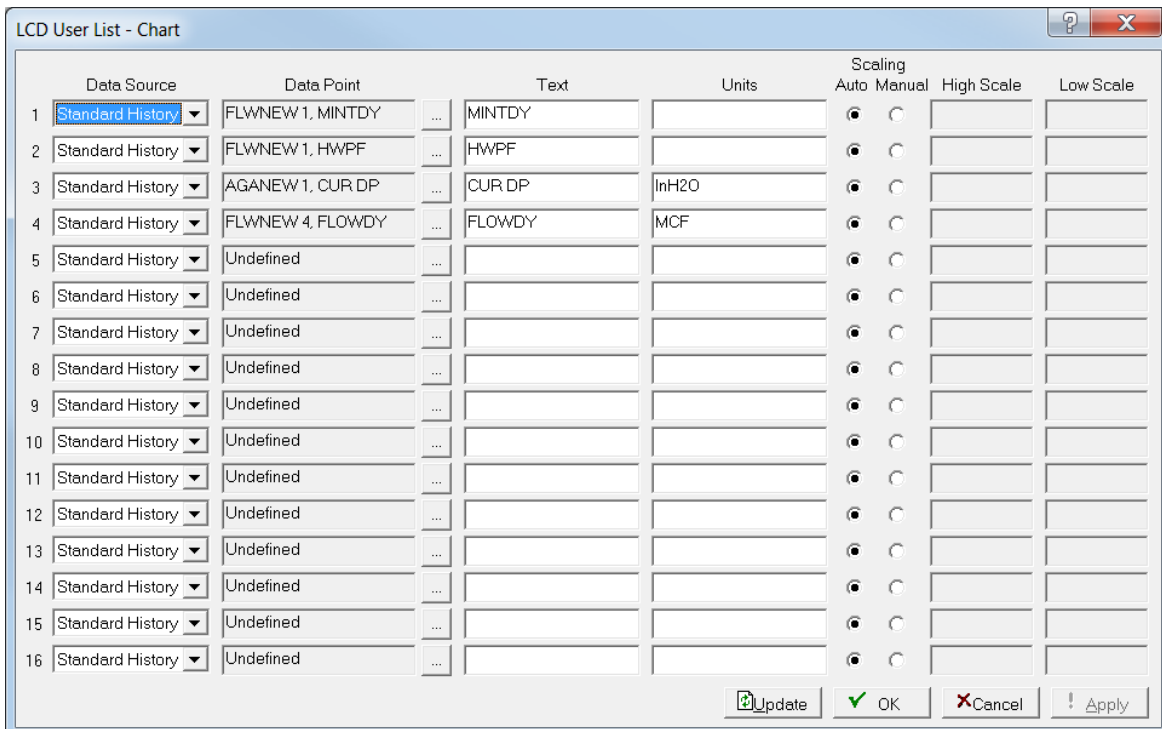 LCD User List - Chart
Scaling
Data Source Data Point Text Units Auto Manual High Scale Low Scale
1 Standard History FLWNEW 1, MINTDY ... MINTDY
2 Standard History FLWNEW 1, HWPF ... HWPF
3 Standard History AGANEW 1, CUR DP ... CUR DP InH2O
4 Standard History FLWNEW 4, FLOWDY ... FLOWDY MCF
5 Standard History Undefined ...
6 Standard History Undefined ...
7 Standard History Undefined ...
8 Standard History Undefined ...
9 Standard History Undefined ...
10 Standard History Undefined ...
11 Standard History Undefined ...
12 Standard History Undefined ...
13 Standard History Undefined ...
14 Standard History Undefined ...
15 Standard History Undefined ...
16 Standard History Undefined ...
Update OK Cancel ! Apply